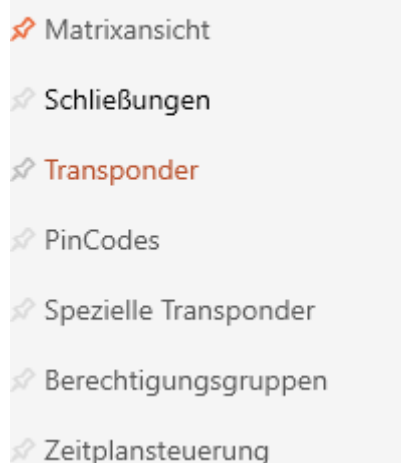 Matrixansicht
Schließungen
Transponder
PinCodes
Spezielle Transponder
Berechtigungsgruppen
Zeitplansteuerung